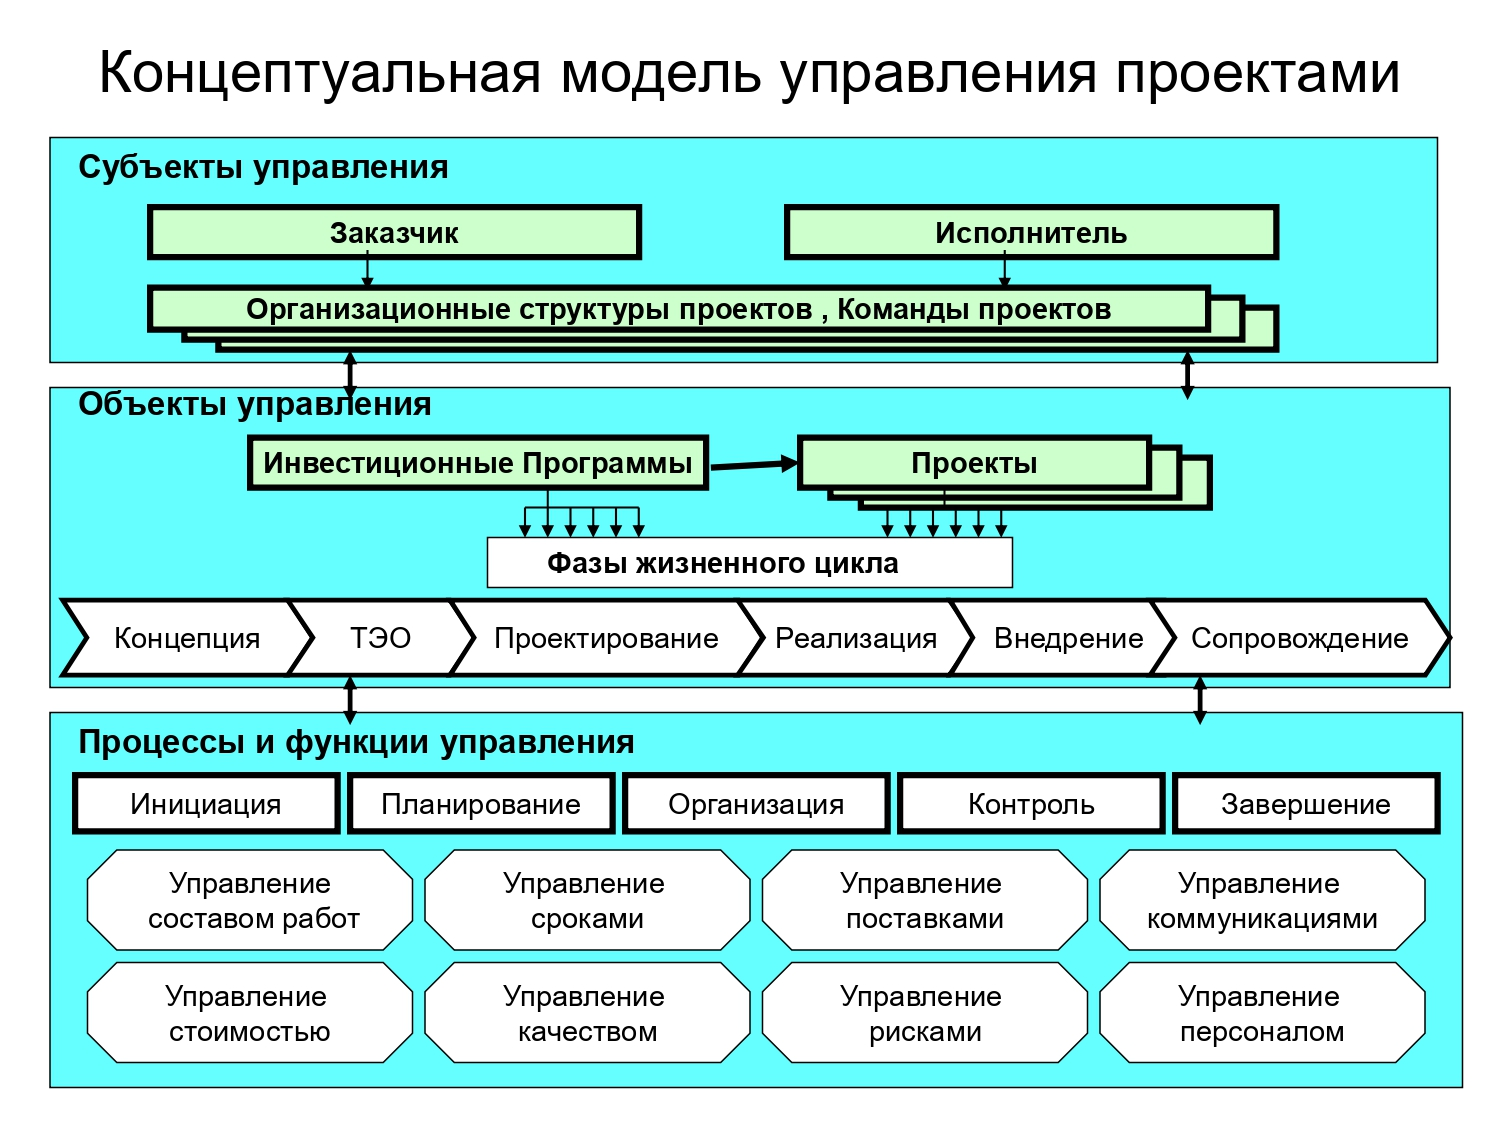 Концептуальная модель управления проектами
Субъекты управления
Заказчик
Исполнитель
Организационные структуры проектов , Команды проектов
Объекты управления
Инвестиционные Программы
Проекты
Фазы жизненного цикла
Концепция
ТЭО
Проектирование
Реализация
Внедрение
Сопровождение
Процессы и функции управления
Инициация
Планирование
Организация
Контроль
Завершение
Управление
составом работ
Управление
сроками
Управление
поставками
Управление
коммуникациями
Управление
стоимостью
Управление
качеством
Управление
рисками
Управление
персоналом